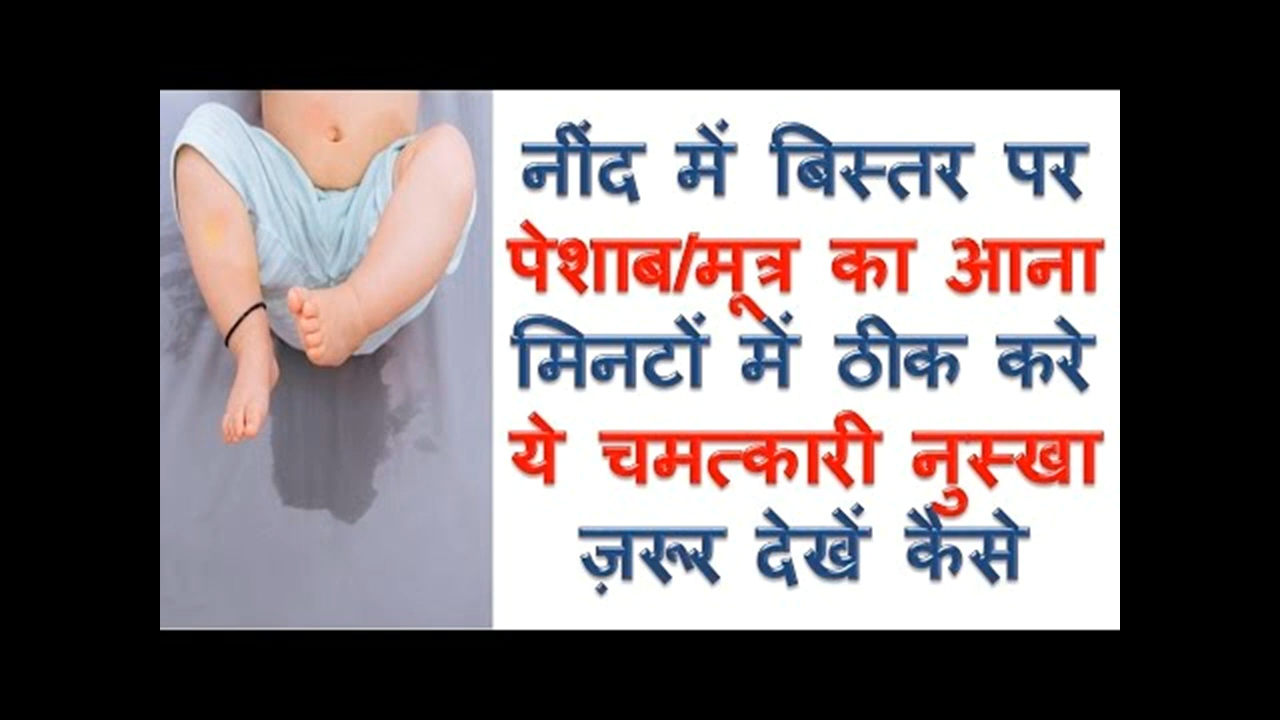 नींद में बिस्तर पर
पेशाब/मूत्र का आना
मिनटों में ठीक करे
ये चमत्कारी नुस्खा
ज़रूर देखें कैसे